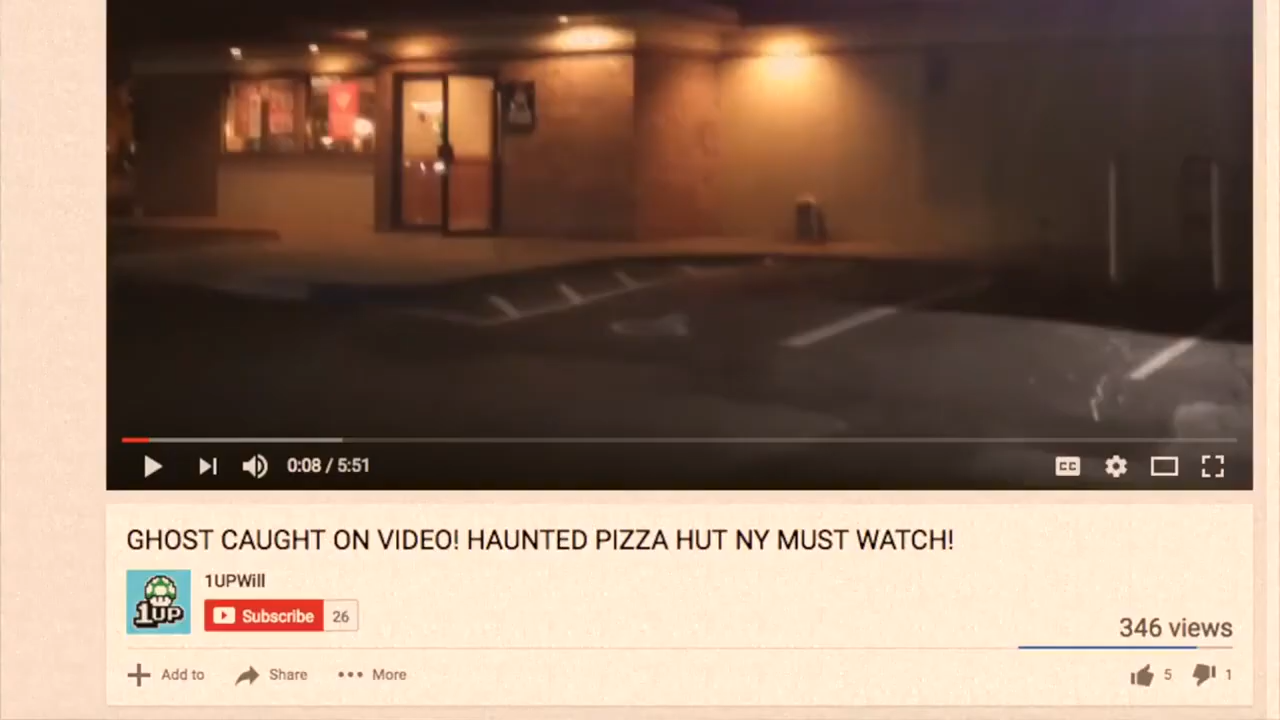 0:08 / 5:51
CC
GHOST CAUGHT ON VIDEO! HAUNTED PIZZA HUT NY MUST WATCH!
1UP
1UPWill
Subscribe 26
346 views
Add to Share More
5 1